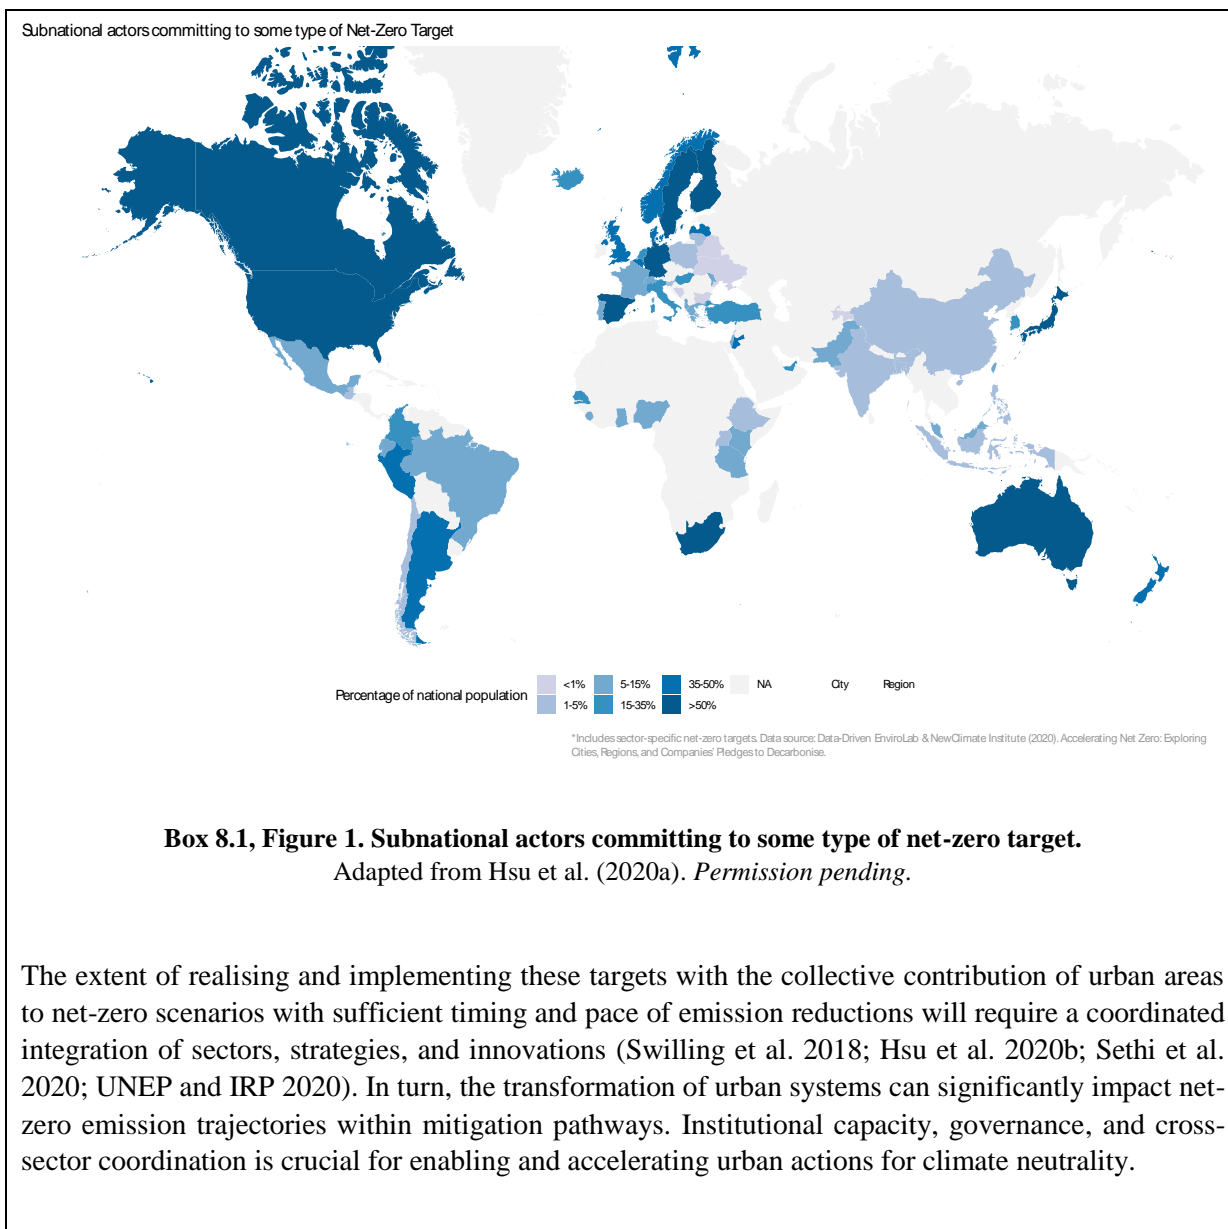 Subnational actors committing to some type of Net-Zero Target
Percentage of national population
<1% 5-15% 35-50% NA City Region
1-5% 15-35% >50%
*Includes sector-specific net-zero targets. Data source: Data-Driven EnviroLab & NewClimate Institute (2020). Accelerating Net Zero: Exploring
Cities, Regions, and Companies' Pledges to Decarbonise.
Box 8.1, Figure 1. Subnational actors committing to some type of net-zero target.
Adapted from Hsu et al. (2020a). Permission pending.
The extent of realising and implementing these targets with the collective contribution of urban areas
to net-zero scenarios with sufficient timing and pace of emission reductions will require a coordinated
integration of sectors, strategies, and innovations (Swilling et al. 2018; Hsu et al. 2020b; Sethi et al.
2020; UNEP and IRP 2020). In turn, the transformation of urban systems can significantly impact net-
zero emission trajectories within mitigation pathways. Institutional capacity, governance, and cross-
sector coordination is crucial for enabling and accelerating urban actions for climate neutrality.